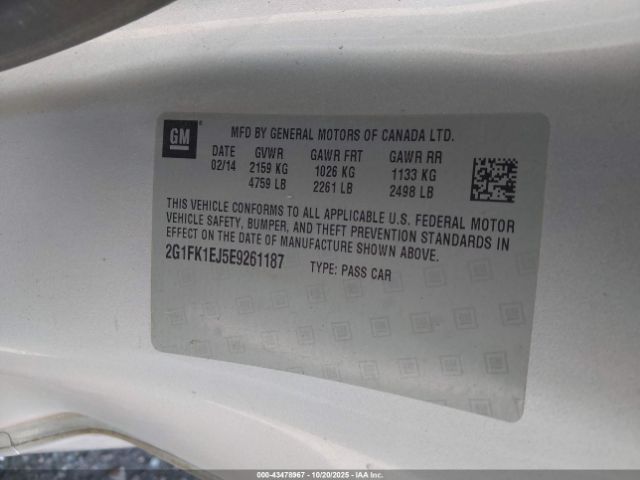 GM
MFD BY GENERAL MOTORS OF CANADA LTD.
DATE GVWR GAWR FRT GAWR RR
02/14 2159 KG 1026 KG 1133 KG
4759 LB 2261 LB 2498 LB
THIS VEHICLE CONFORMS TO ALL APPLICABLE U.S. FEDERAL MOTOR
VEHICLE SAFETY, BUMPER, AND THEFT PREVENTION STANDARDS IN
EFFECT ON THE DATE OF MANUFACTURE SHOWN ABOVE.
2G1FK1EJ5E9261187 TYPE: PASS CAR
000-43478967 - 10/20/2025 - IAA Inc.